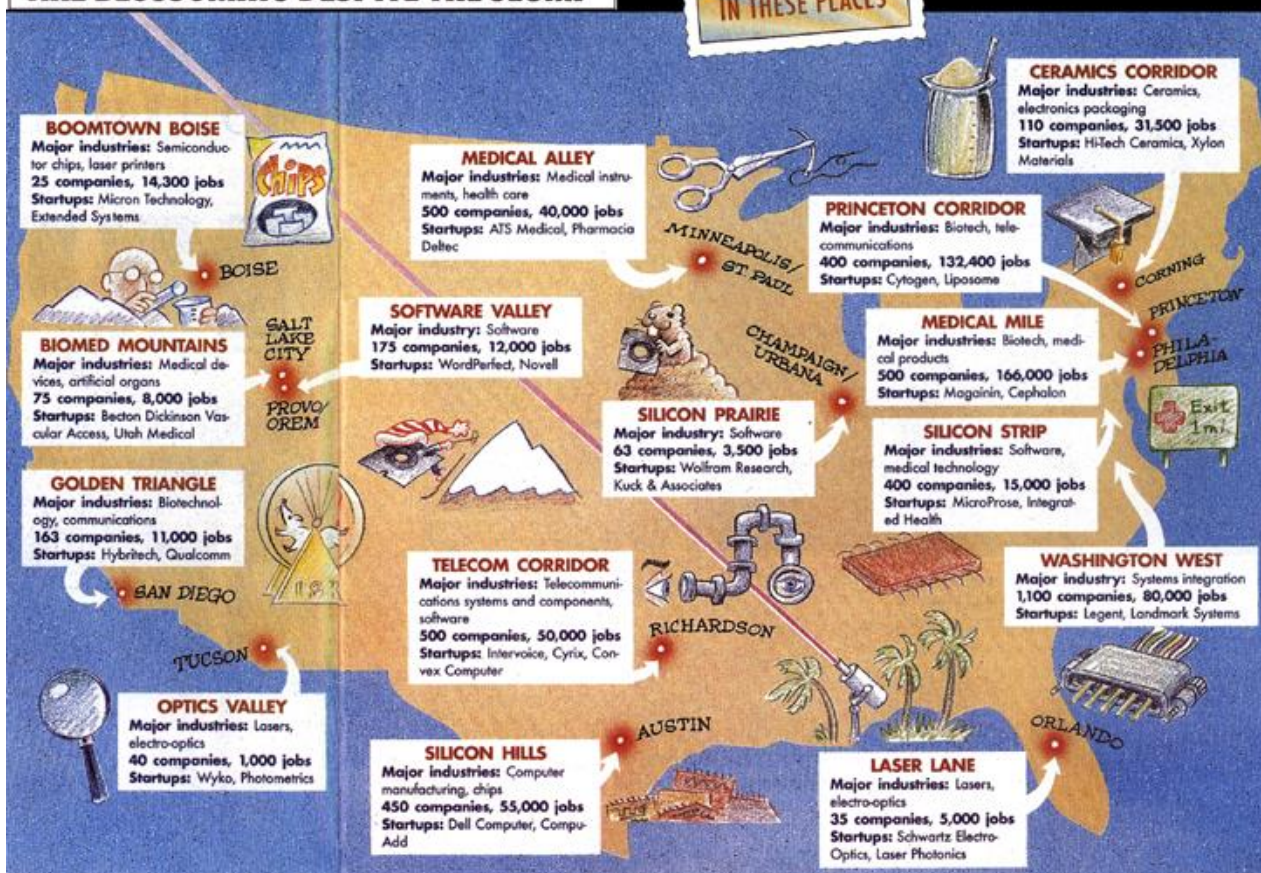 IN THESE PLACES
CERAMICS CORRIDOR
Major industries: Ceramics,
electronics packaging
110 companies, 31,500 jobs
Startups: Hi-Tech Ceramics, Xylon
Materials
BOOMTOWN BOISE
Major industries: Semiconduc-
tor chips, laser printers
25 companies, 14,300 jobs
Startups: Micron Technology,
Extended Systems
Chips
MEDICAL ALLEY
Major industries: Medical instru-
ments, health care
500 companies, 40,000 jobs
Startups: ATS Medical, Pharmacia
Deltec
MINNEAPOLIS/
ST. PAUL
PRINCETON CORRIDOR
Major industries: Biotech, tele-
communications
400 companies, 132,400 jobs
Startups: Cytogen, Liposome
CORNING
PRINCETON
BOISE
SALT
LAKE
CITY
PROVO/
OREM
SOFTWARE VALLEY
Major industry: Software
175 companies, 12,000 jobs
Startups: WordPerfect, Novell
BIOMED MOUNTAINS
Major industries: Medical de-
vices, artificial organs
75 companies, 8,000 jobs
Startups: Becton Dickinson Vas-
cular Access, Utah Medical
CHAMPAIGN/
URBANA
MEDICAL MILE
Major industries: Biotech, medi-
cal products
500 companies, 166,000 jobs
Startups: Magainin, Cephalon
PHILA-
DELPHIA
Exit
1 mi.
SILICON PRAIRIE
Major industry: Software
63 companies, 3,500 jobs
Startups: Wolfram Research,
Kuck & Associates
SILICON STRIP
Major industries: Software,
medical technology
400 companies, 15,000 jobs
Startups: MicroProse, Integrat-
ed Health
GOLDEN TRIANGLE
Major industries: Biotechnol-
ogy, communications
163 companies, 11,000 jobs
Startups: Hybritech, Qualcomm
SAN DIEGO
TELECOM CORRIDOR
Major industries: Telecommuni-
cations systems and components,
software
500 companies, 50,000 jobs
Startups: Intervoice, Cyrix, Con-
vex Computer
RICHARDSON
WASHINGTON WEST
Major industry: Systems integration
1,100 companies, 80,000 jobs
Startups: Legent, Landmark Systems
TUCSON
OPTICS VALLEY
Major industries: Lasers,
electro-optics
40 companies, 1,000 jobs
Startups: Wyko, Photometrics
AUSTIN
SILICON HILLS
Major industries: Computer
manufacturing, chips
450 companies, 55,000 jobs
Startups: Dell Computer, Compu-
Add
ORLANDO
LASER LANE
Major industries: Lasers,
electro-optics
35 companies, 5,000 jobs
Startups: Schwartz Electro-
Optics, Laser Photonics